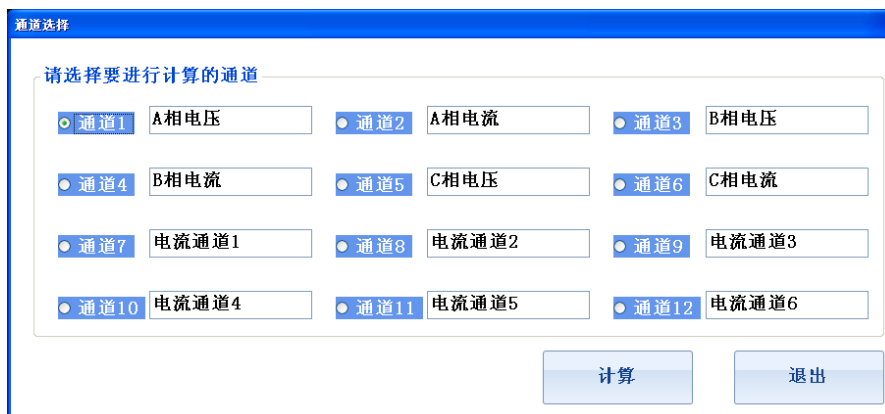 通道选择
请选择要进行计算的通道
通道1 A相电压 通道2 A相电流 通道3 B相电压
通道4 B相电流 通道5 C相电压 通道6 C相电流
通道7 电流通道1 通道8 电流通道2 通道9 电流通道3
通道10 电流通道4 通道11 电流通道5 通道12 电流通道6
计算 退出